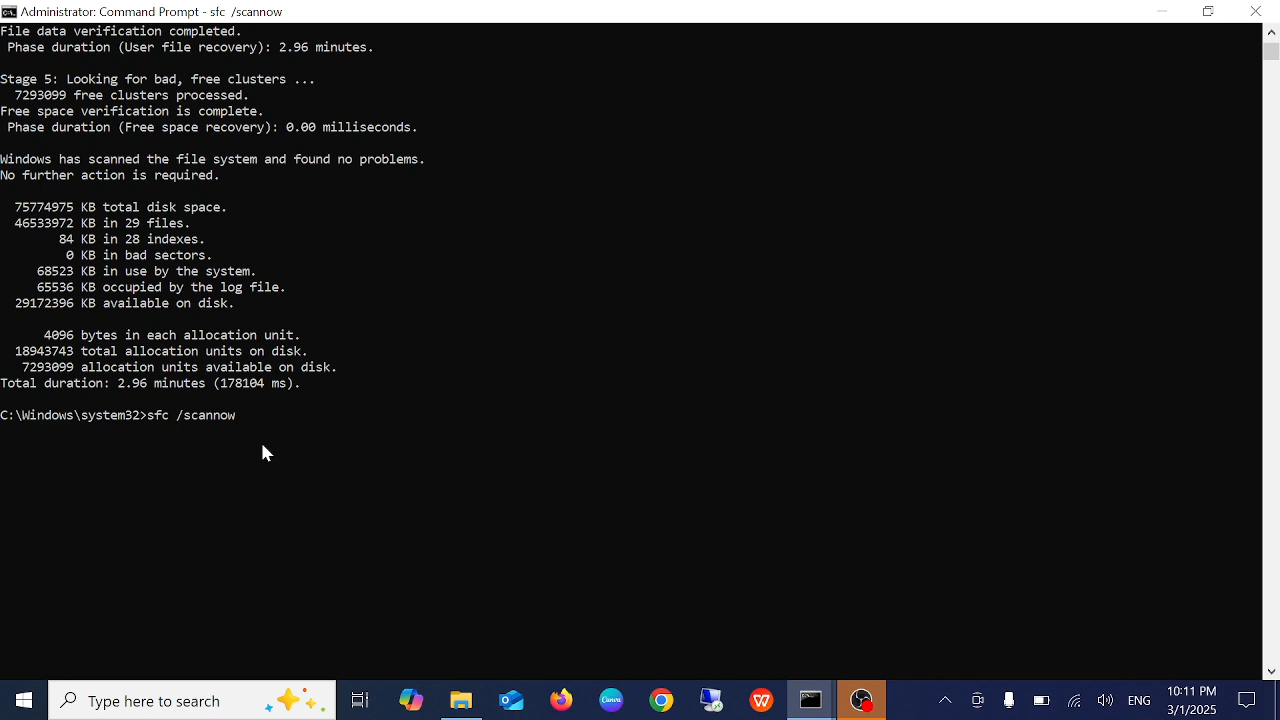 Administrator: Command Prompt - sfc  /scannow
File data verification completed.
 Phase duration (User file recovery): 2.96 minutes.
Stage 5: Looking for bad, free clusters ...
  7293099 free clusters processed.
Free space verification is complete.
 Phase duration (Free space recovery): 0.00 milliseconds.
Windows has scanned the file system and found no problems.
No further action is required.
  75774975 KB total disk space.
  46533972 KB in 29 files.
        84 KB in 28 indexes.
         0 KB in bad sectors.
     68523 KB in use by the system.
     65536 KB occupied by the log file.
  29172396 KB available on disk.
      4096 bytes in each allocation unit.
  18943743 total allocation units on disk.
   7293099 allocation units available on disk.
Total duration: 2.96 minutes (178104 ms).
C:\Windows\system32>sfc /scannow
Type here to search
Canva
W
ENG
10:11 PM
3/1/2025